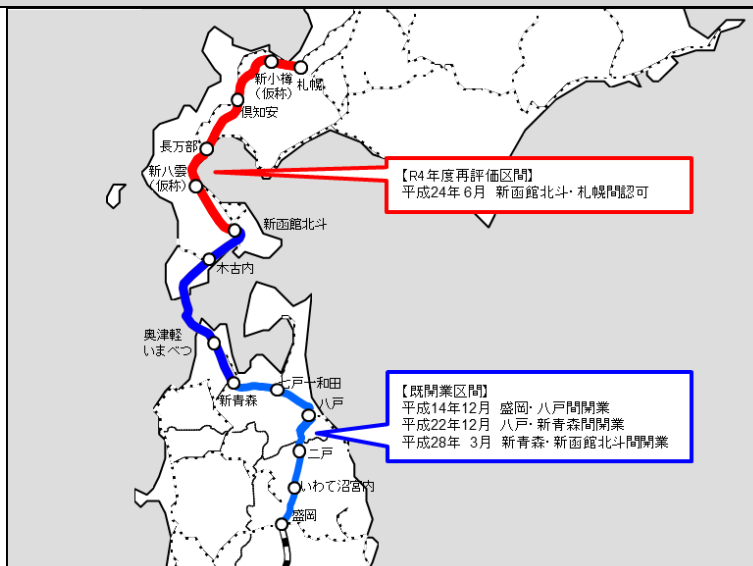 新小樽
(仮称)
札幌
倶知安
長万部
新八雲
(仮称)
【R4年度再評価区間】
平成24年6月 新函館北斗・札幌間認可
新函館北斗
木古内
奥津軽
いまべつ
新青森
七戸十和田
八戸
【既開業区間】
平成14年12月 盛岡・八戸間開業
平成22年12月 八戸・新青森間開業
平成28年 3月 新青森・新函館北斗間開業
二戸
いわて沼宮内
盛岡